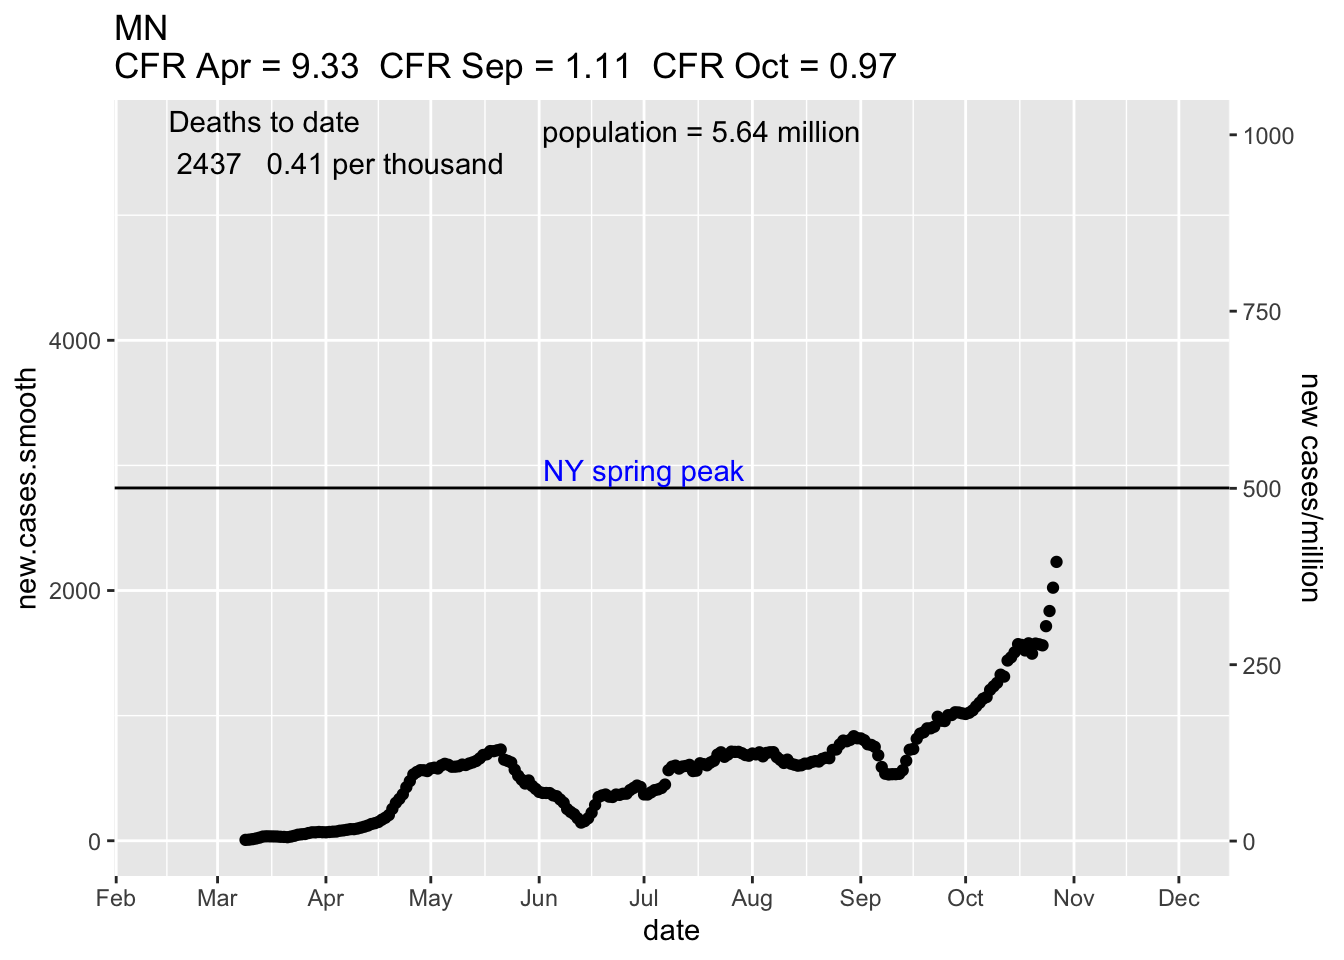 MN
CFR Apr = 9.33  CFR Sep = 1.11  CFR Oct = 0.97
Deaths to date
2437   0.41 per thousand
population = 5.64 million
NY spring peak
new.cases.smooth
4000
2000
0
1000
750
500
250
0
new cases/million
Feb Mar Apr May Jun Jul Aug Sep Oct Nov Dec
date